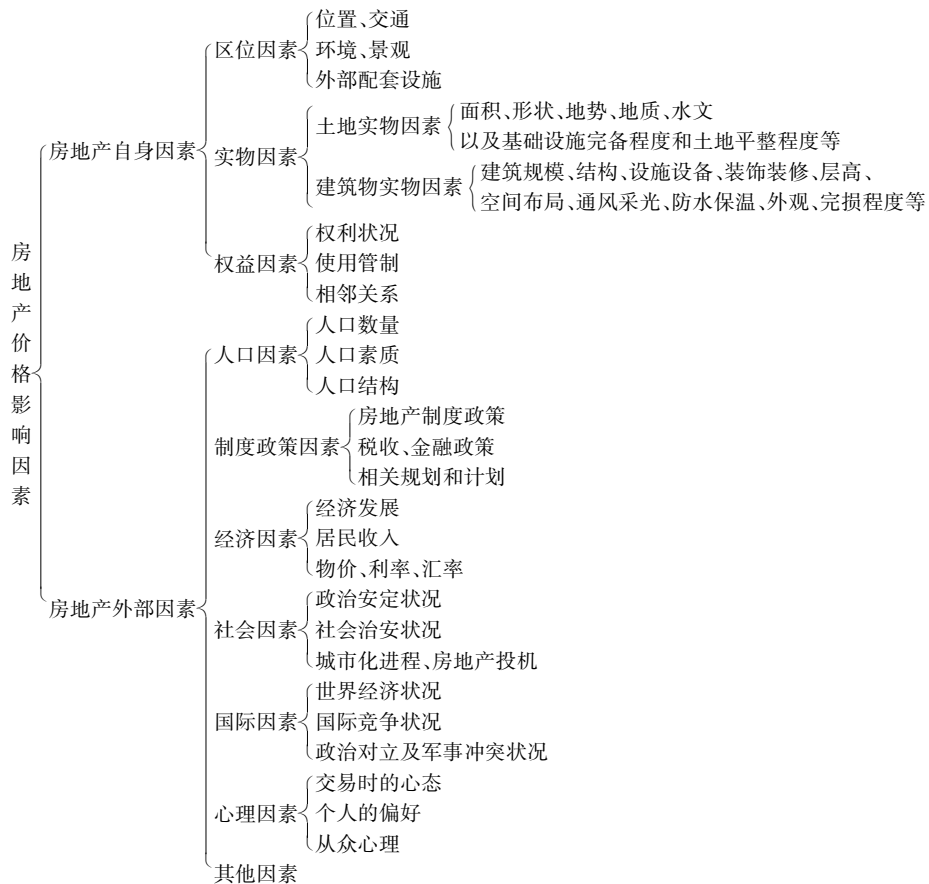 房地产价格影响因素
房地产自身因素
区位因素
位置、交通
环境、景观
外部配套设施
实物因素
土地实物因素
面积、形状、地势、地质、水文
以及基础设施完备程度和土地平整程度等
建筑物实物因素
建筑规模、结构、设施设备、装饰装修、层高、
空间布局、通风采光、防水保温、外观、完损程度等
权益因素
权利状况
使用管制
相邻关系
房地产外部因素
人口因素
人口数量
人口素质
人口结构
制度政策因素
房地产制度政策
税收、金融政策
相关规划和计划
经济因素
经济发展
居民收入
物价、利率、汇率
社会因素
政治安定状况
社会治安状况
城市化进程、房地产投机
国际因素
世界经济状况
国际竞争状况
政治对立及军事冲突状况
心理因素
交易时的心态
个人的偏好
从众心理
其他因素